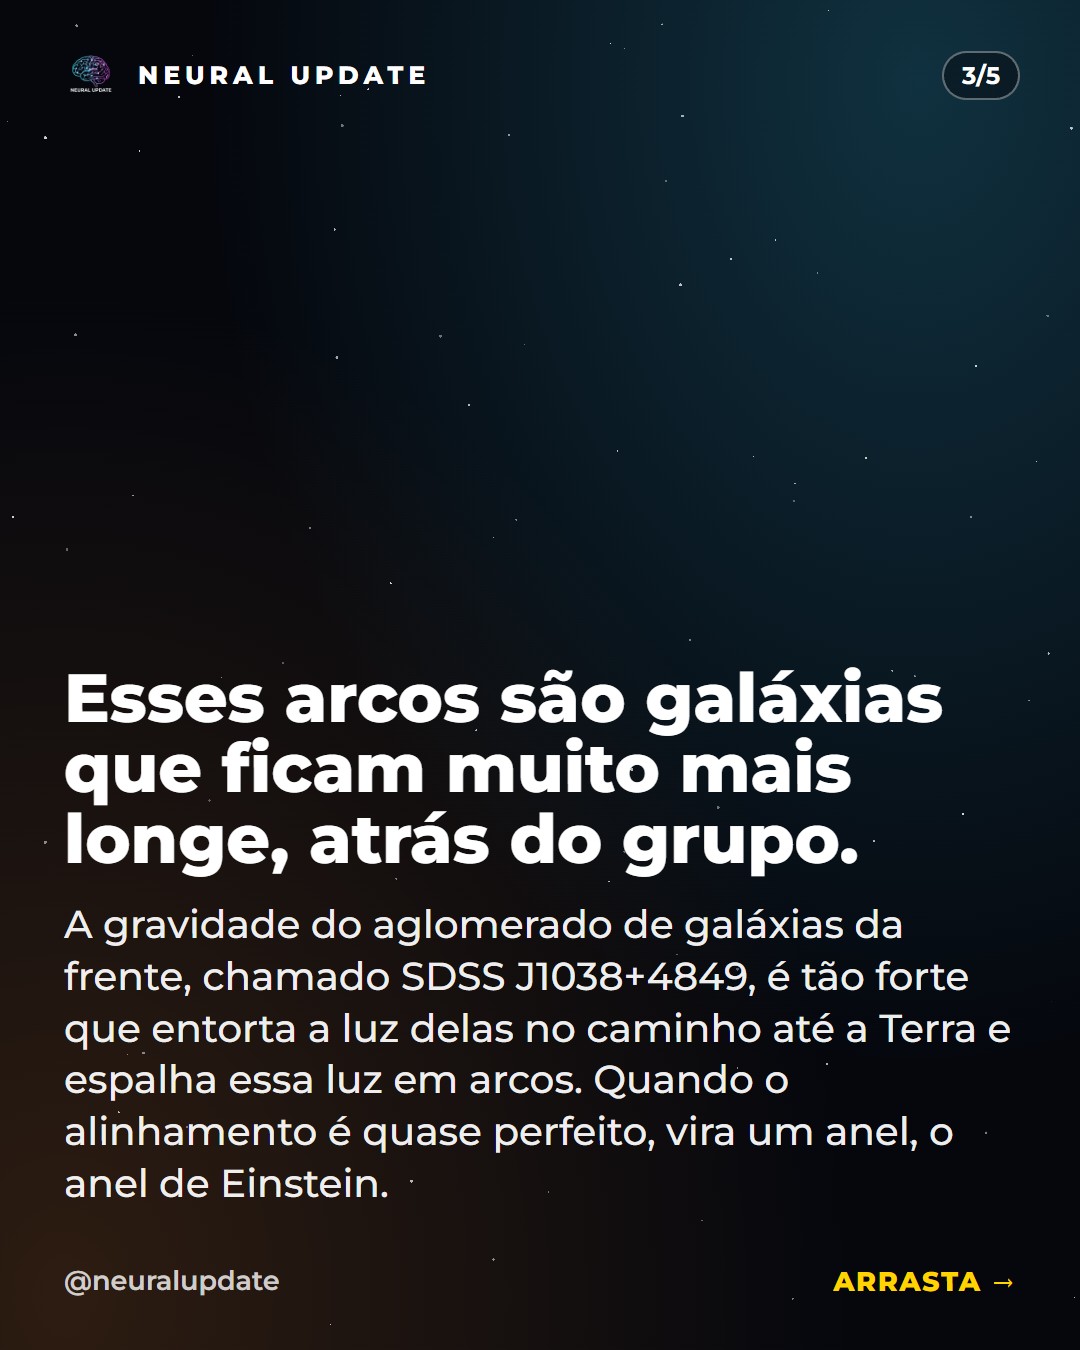 NEURAL UPDATE
NEURAL UPDATE
3/5
Esses arcos são galáxias
que ficam muito mais
longe, atrás do grupo.
A gravidade do aglomerado de galáxias da
frente, chamado SDSS J1038+4849, é tão forte
que entorta a luz delas no caminho até a Terra e
espalha essa luz em arcos. Quando o
alinhamento é quase perfeito, vira um anel, o
anel de Einstein.
@neuralupdate
ARRASTA →